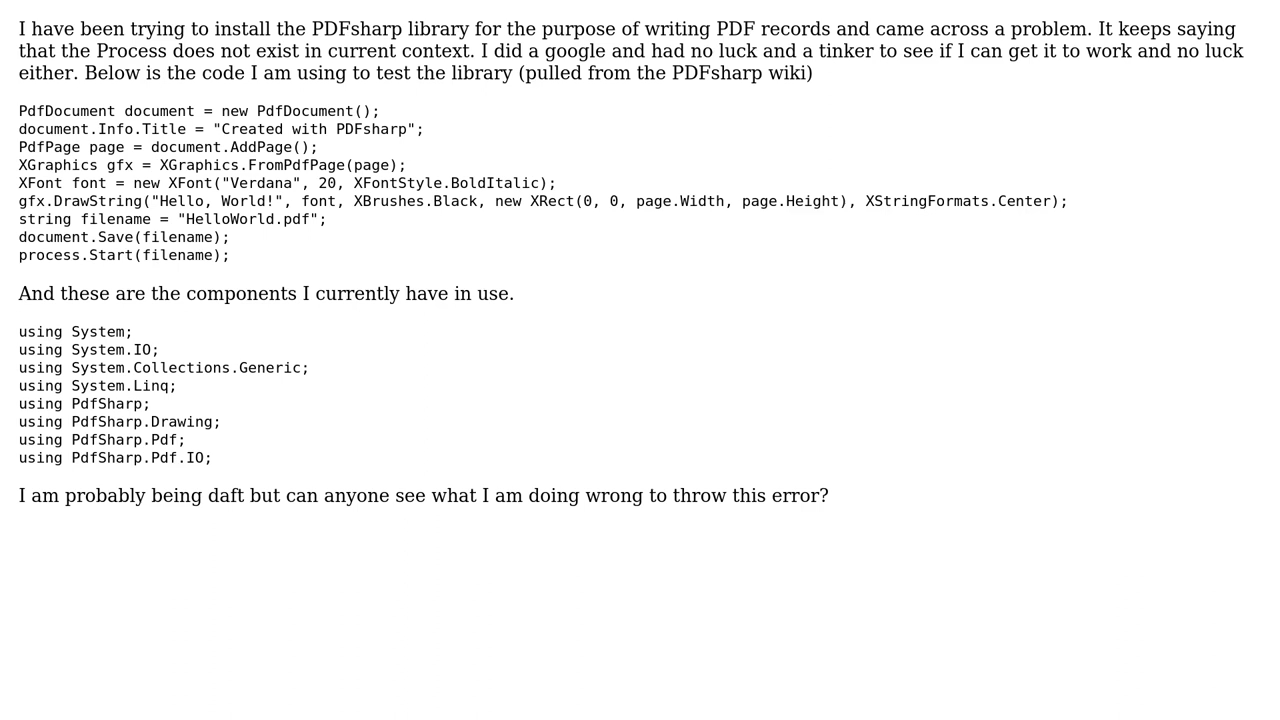 I have been trying to install the PDFsharp library for the purpose of writing PDF records and came across a problem. It keeps saying
that the Process does not exist in current context. I did a google and had no luck and a tinker to see if I can get it to work and no luck
either. Below is the code I am using to test the library (pulled from the PDFsharp wiki)
PdfDocument document = new PdfDocument();
document.Info.Title = "Created with PDFsharp";
PdfPage page = document.AddPage();
XGraphics gfx = XGraphics.FromPdfPage(page);
XFont font = new XFont("Verdana", 20, XFontStyle.BoldItalic);
gfx.DrawString("Hello, World!", font, XBrushes.Black, new XRect(0, 0, page.Width, page.Height), XStringFormats.Center);
string filename = "HelloWorld.pdf";
document.Save(filename);
process.Start(filename);
And these are the components I currently have in use.
using System;
using System.IO;
using System.Collections.Generic;
using System.Linq;
using PdfSharp;
using PdfSharp.Drawing;
using PdfSharp.Pdf;
using PdfSharp.Pdf.IO;
I am probably being daft but can anyone see what I am doing wrong to throw this error?